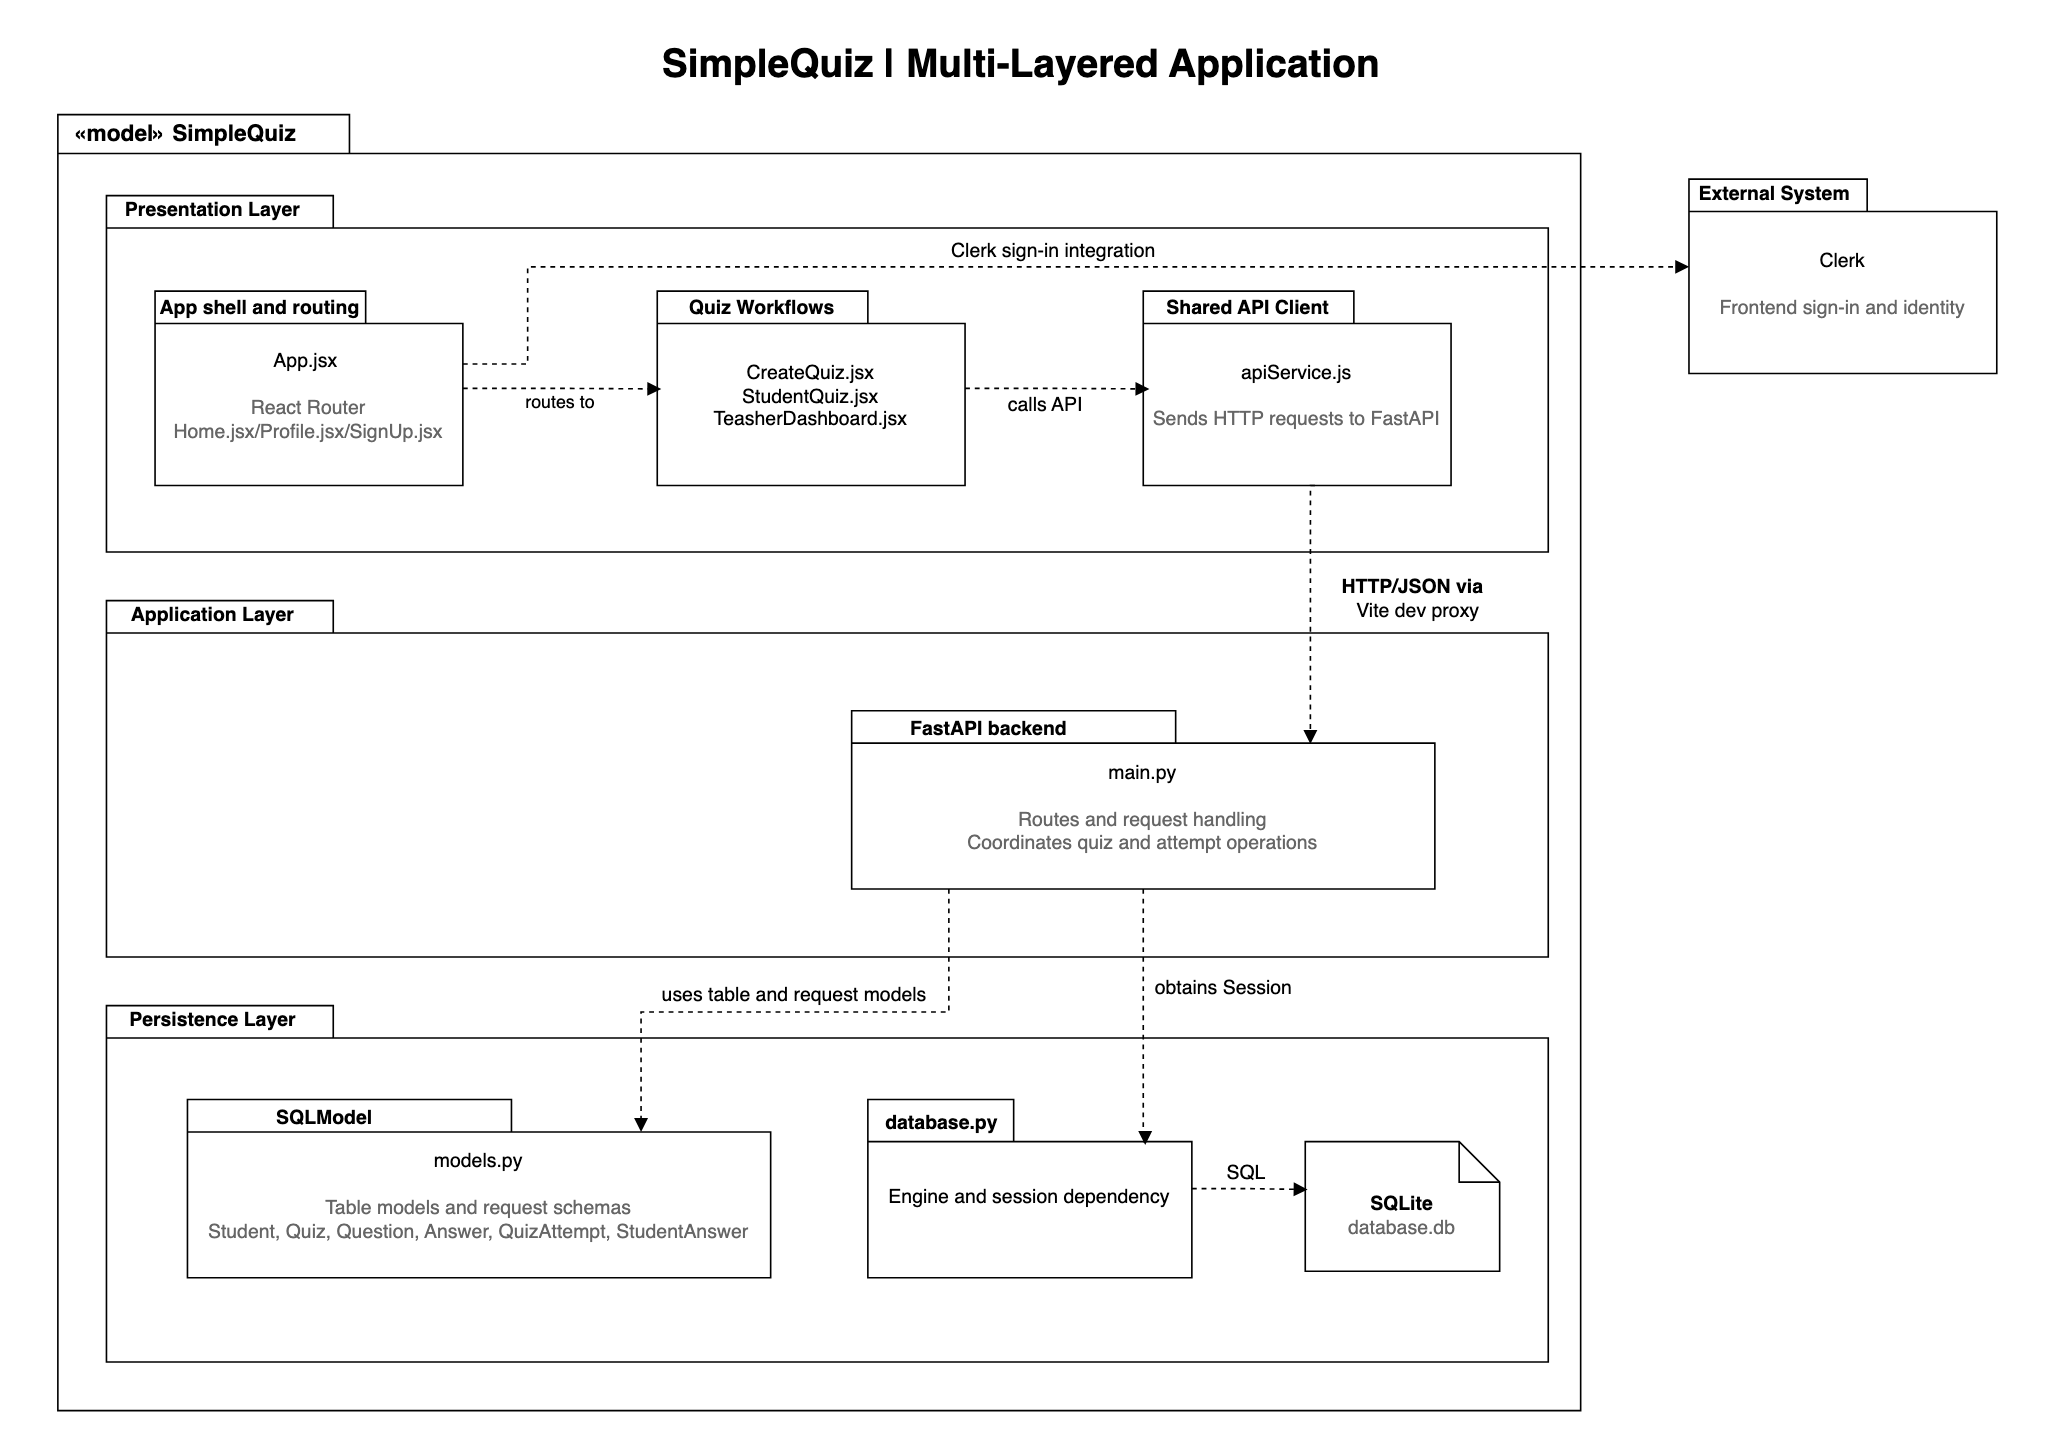 SimpleQuiz | Multi-Layered Application
«model» SimpleQuiz
External System
Clerk
Frontend sign-in and identity
Presentation Layer
Clerk sign-in integration
App shell and routing
App.jsx
React Router
Home.jsx/Profile.jsx/SignUp.jsx
routes to
Quiz Workflows
CreateQuiz.jsx
StudentQuiz.jsx
TeasherDashboard.jsx
calls API
Shared API Client
apiService.js
Sends HTTP requests to FastAPI
HTTP/JSON via
Vite dev proxy
Application Layer
FastAPI backend
main.py
Routes and request handling
Coordinates quiz and attempt operations
uses table and request models
obtains Session
Persistence Layer
SQLModel
models.py
Table models and request schemas
Student, Quiz, Question, Answer, QuizAttempt, StudentAnswer
database.py
Engine and session dependency
SQL
SQLite
database.db